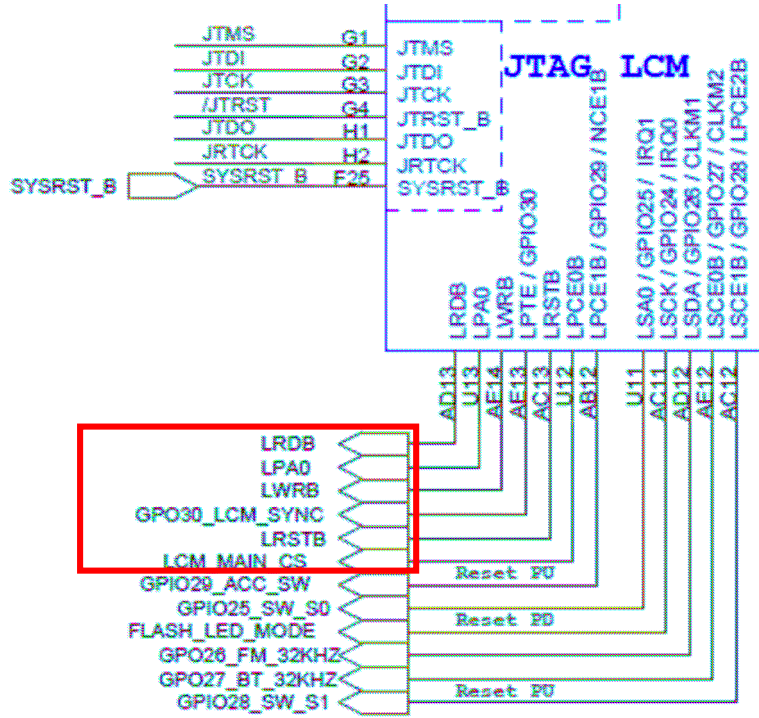 JTMS G1 JTMS
JTDI G2 JTDI
JTAG LCM
JTCK G3 JTCK
/JTRST G4 JTRST_B
JTDO H1 JTDO
JRTCK H2 JRTCK
SYSRST_B SYSRST_B F25 SYSRST_B
LRDB
LPA0
LWRB
LPTE / GPIO30
LRSTB
LPCE0B
LPCE1B / GPIO29 / NCE1B
LSA0 / GPIO25 / IRQ1
LSCK / GPIO24 / IRQ0
LSDA / GPIO26 / CLKM1
LSCE0B / GPIO27 / CLKM2
LSCE1B / GPIO28 / LPCE2B
AD13
U13
AE14
AE13
AC13
U12
AB12
U11
AC11
AD12
AE12
AC12
LRDB
LPA0
LWRB
GPO30_LCM_SYNC
LRSTB
LCM_MAIN_CS
Reset PU
GPIO29_ACC_SW
GPIO25_SW_S0
Reset PD
FLASH_LED_MODE
GPO26_FM_32KHZ
GPO27_BT_32KHZ
Reset PU
GPIO28_SW_S1